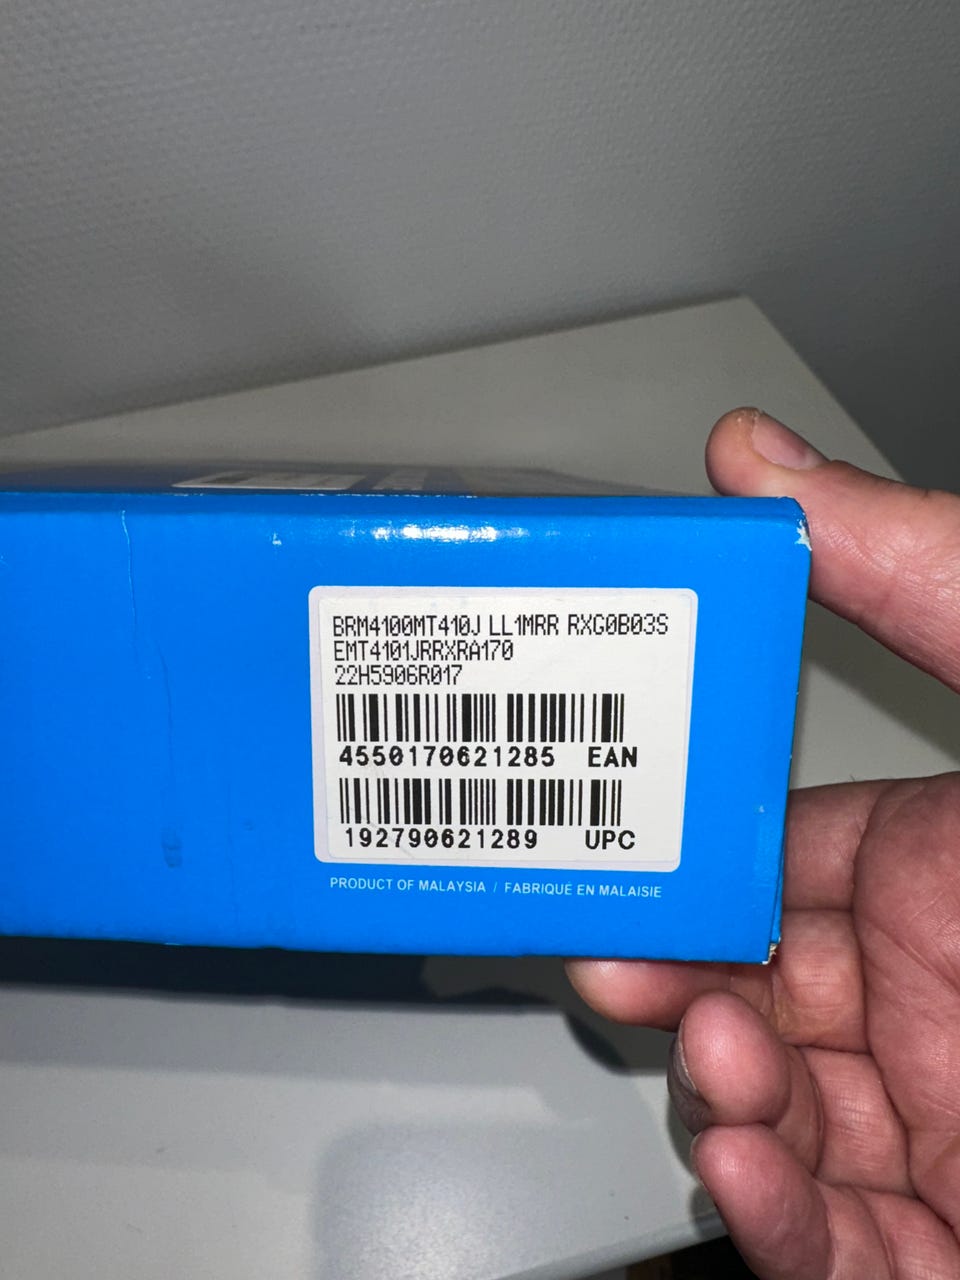 BRM4100MT410J LL1MRR RXG0B03S
EMT4101JRRXRA170
22H5906R017
4550170621285 EAN
192790621289 UPC
PRODUCT OF MALAYSIA / FABRIQUÉ EN MALAISIE